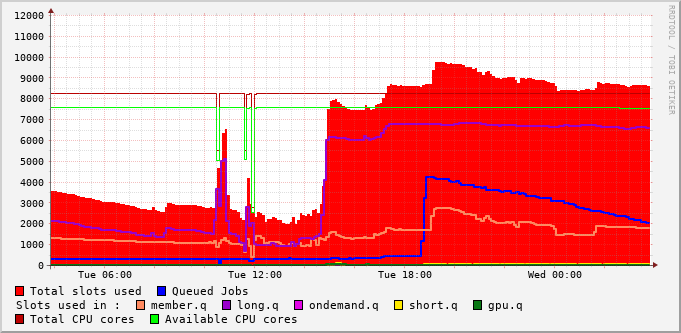 RRDTOOL / TOBI OETIKER
12000
11000
10000
9000
8000
7000
6000
5000
4000
3000
2000
1000
0
Tue 06:00 Tue 12:00 Tue 18:00 Wed 00:00
Total slots used Queued Jobs
Slots used in : member.q long.q ondemand.q short.q gpu.q
Total CPU cores Available CPU cores